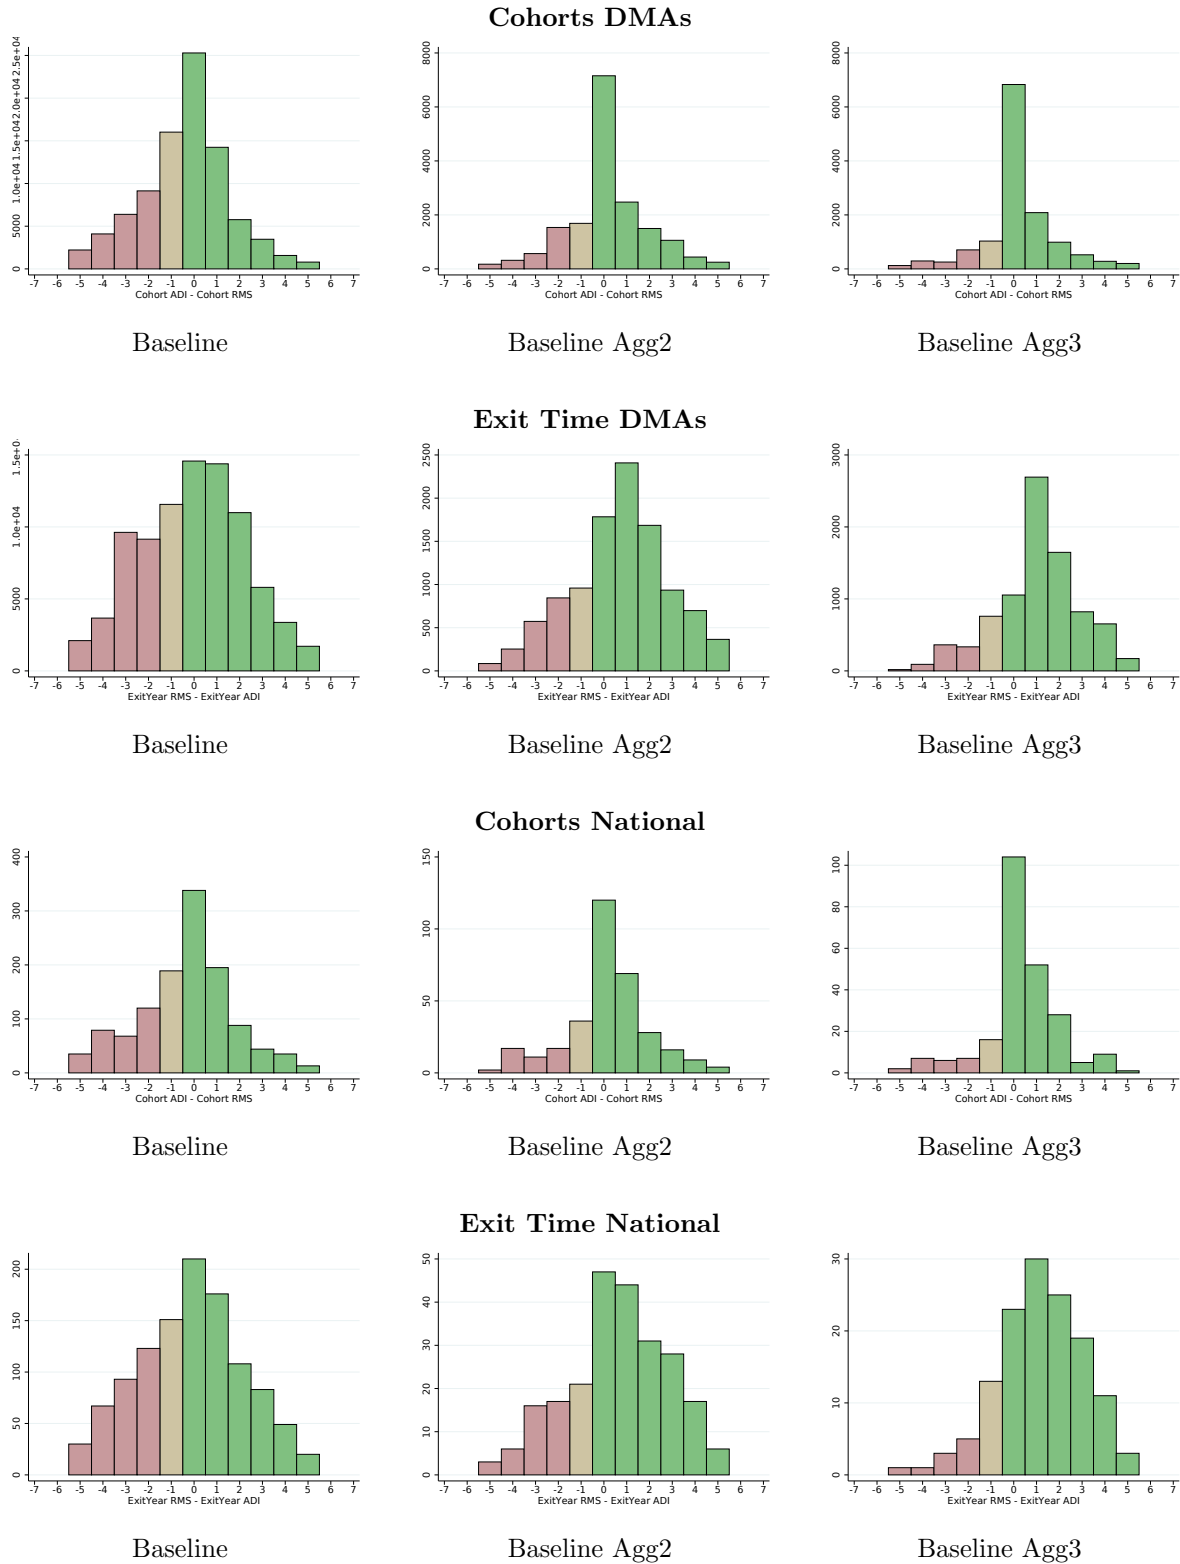 Cohorts DMAs
0 5000 1.0e+04 1.5e+04 2.0e+04 2.5e+04
-7 -6 -5 -4 -3 -2 -1 0 1 2 3 4 5 6 7
Cohort ADI - Cohort RMS
Baseline
0 2000 4000 6000 8000
-7 -6 -5 -4 -3 -2 -1 0 1 2 3 4 5 6 7
Cohort ADI - Cohort RMS
Baseline Agg2
0 2000 4000 6000 8000
-7 -6 -5 -4 -3 -2 -1 0 1 2 3 4 5 6 7
Cohort ADI - Cohort RMS
Baseline Agg3
Exit Time DMAs
0 5000 1.0e+04 1.5e+0
-7 -6 -5 -4 -3 -2 -1 0 1 2 3 4 5 6 7
ExitYear RMS - ExitYear ADI
Baseline
0 500 1000 1500 2000 2500
-7 -6 -5 -4 -3 -2 -1 0 1 2 3 4 5 6 7
ExitYear RMS - ExitYear ADI
Baseline Agg2
0 1000 2000 3000
-7 -6 -5 -4 -3 -2 -1 0 1 2 3 4 5 6 7
ExitYear RMS - ExitYear ADI
Baseline Agg3
Cohorts National
0 100 200 300 400
-7 -6 -5 -4 -3 -2 -1 0 1 2 3 4 5 6 7
Cohort ADI - Cohort RMS
Baseline
0 50 100 150
-7 -6 -5 -4 -3 -2 -1 0 1 2 3 4 5 6 7
Cohort ADI - Cohort RMS
Baseline Agg2
0 20 40 60 80 100
-7 -6 -5 -4 -3 -2 -1 0 1 2 3 4 5 6 7
Cohort ADI - Cohort RMS
Baseline Agg3
Exit Time National
0 50 100 150 200
-7 -6 -5 -4 -3 -2 -1 0 1 2 3 4 5 6 7
ExitYear RMS - ExitYear ADI
Baseline
0 10 20 30 40 50
-7 -6 -5 -4 -3 -2 -1 0 1 2 3 4 5 6 7
ExitYear RMS - ExitYear ADI
Baseline Agg2
0 10 20 30
-7 -6 -5 -4 -3 -2 -1 0 1 2 3 4 5 6 7
ExitYear RMS - ExitYear ADI
Baseline Agg3